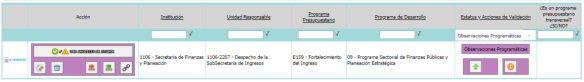 Acción
Institución
Unidad Responsable
Programa
Presupuestario
Programa de Desarrollo
Estatus y Acciones de Validación
¿Es un programa
presupuestario
transversal?
¿SI/NO?
Observaciones Programáticas
1106 - Secretaría de Finanzas
y Planeación
1106-2207 - Despacho de la
SubSecretaría de Ingresos
E109 - Fortalecimiento
del Ingreso
09 - Programa Sectorial de Finanzas Públicas y
Planeación Estratégica
Observaciones Programáticas